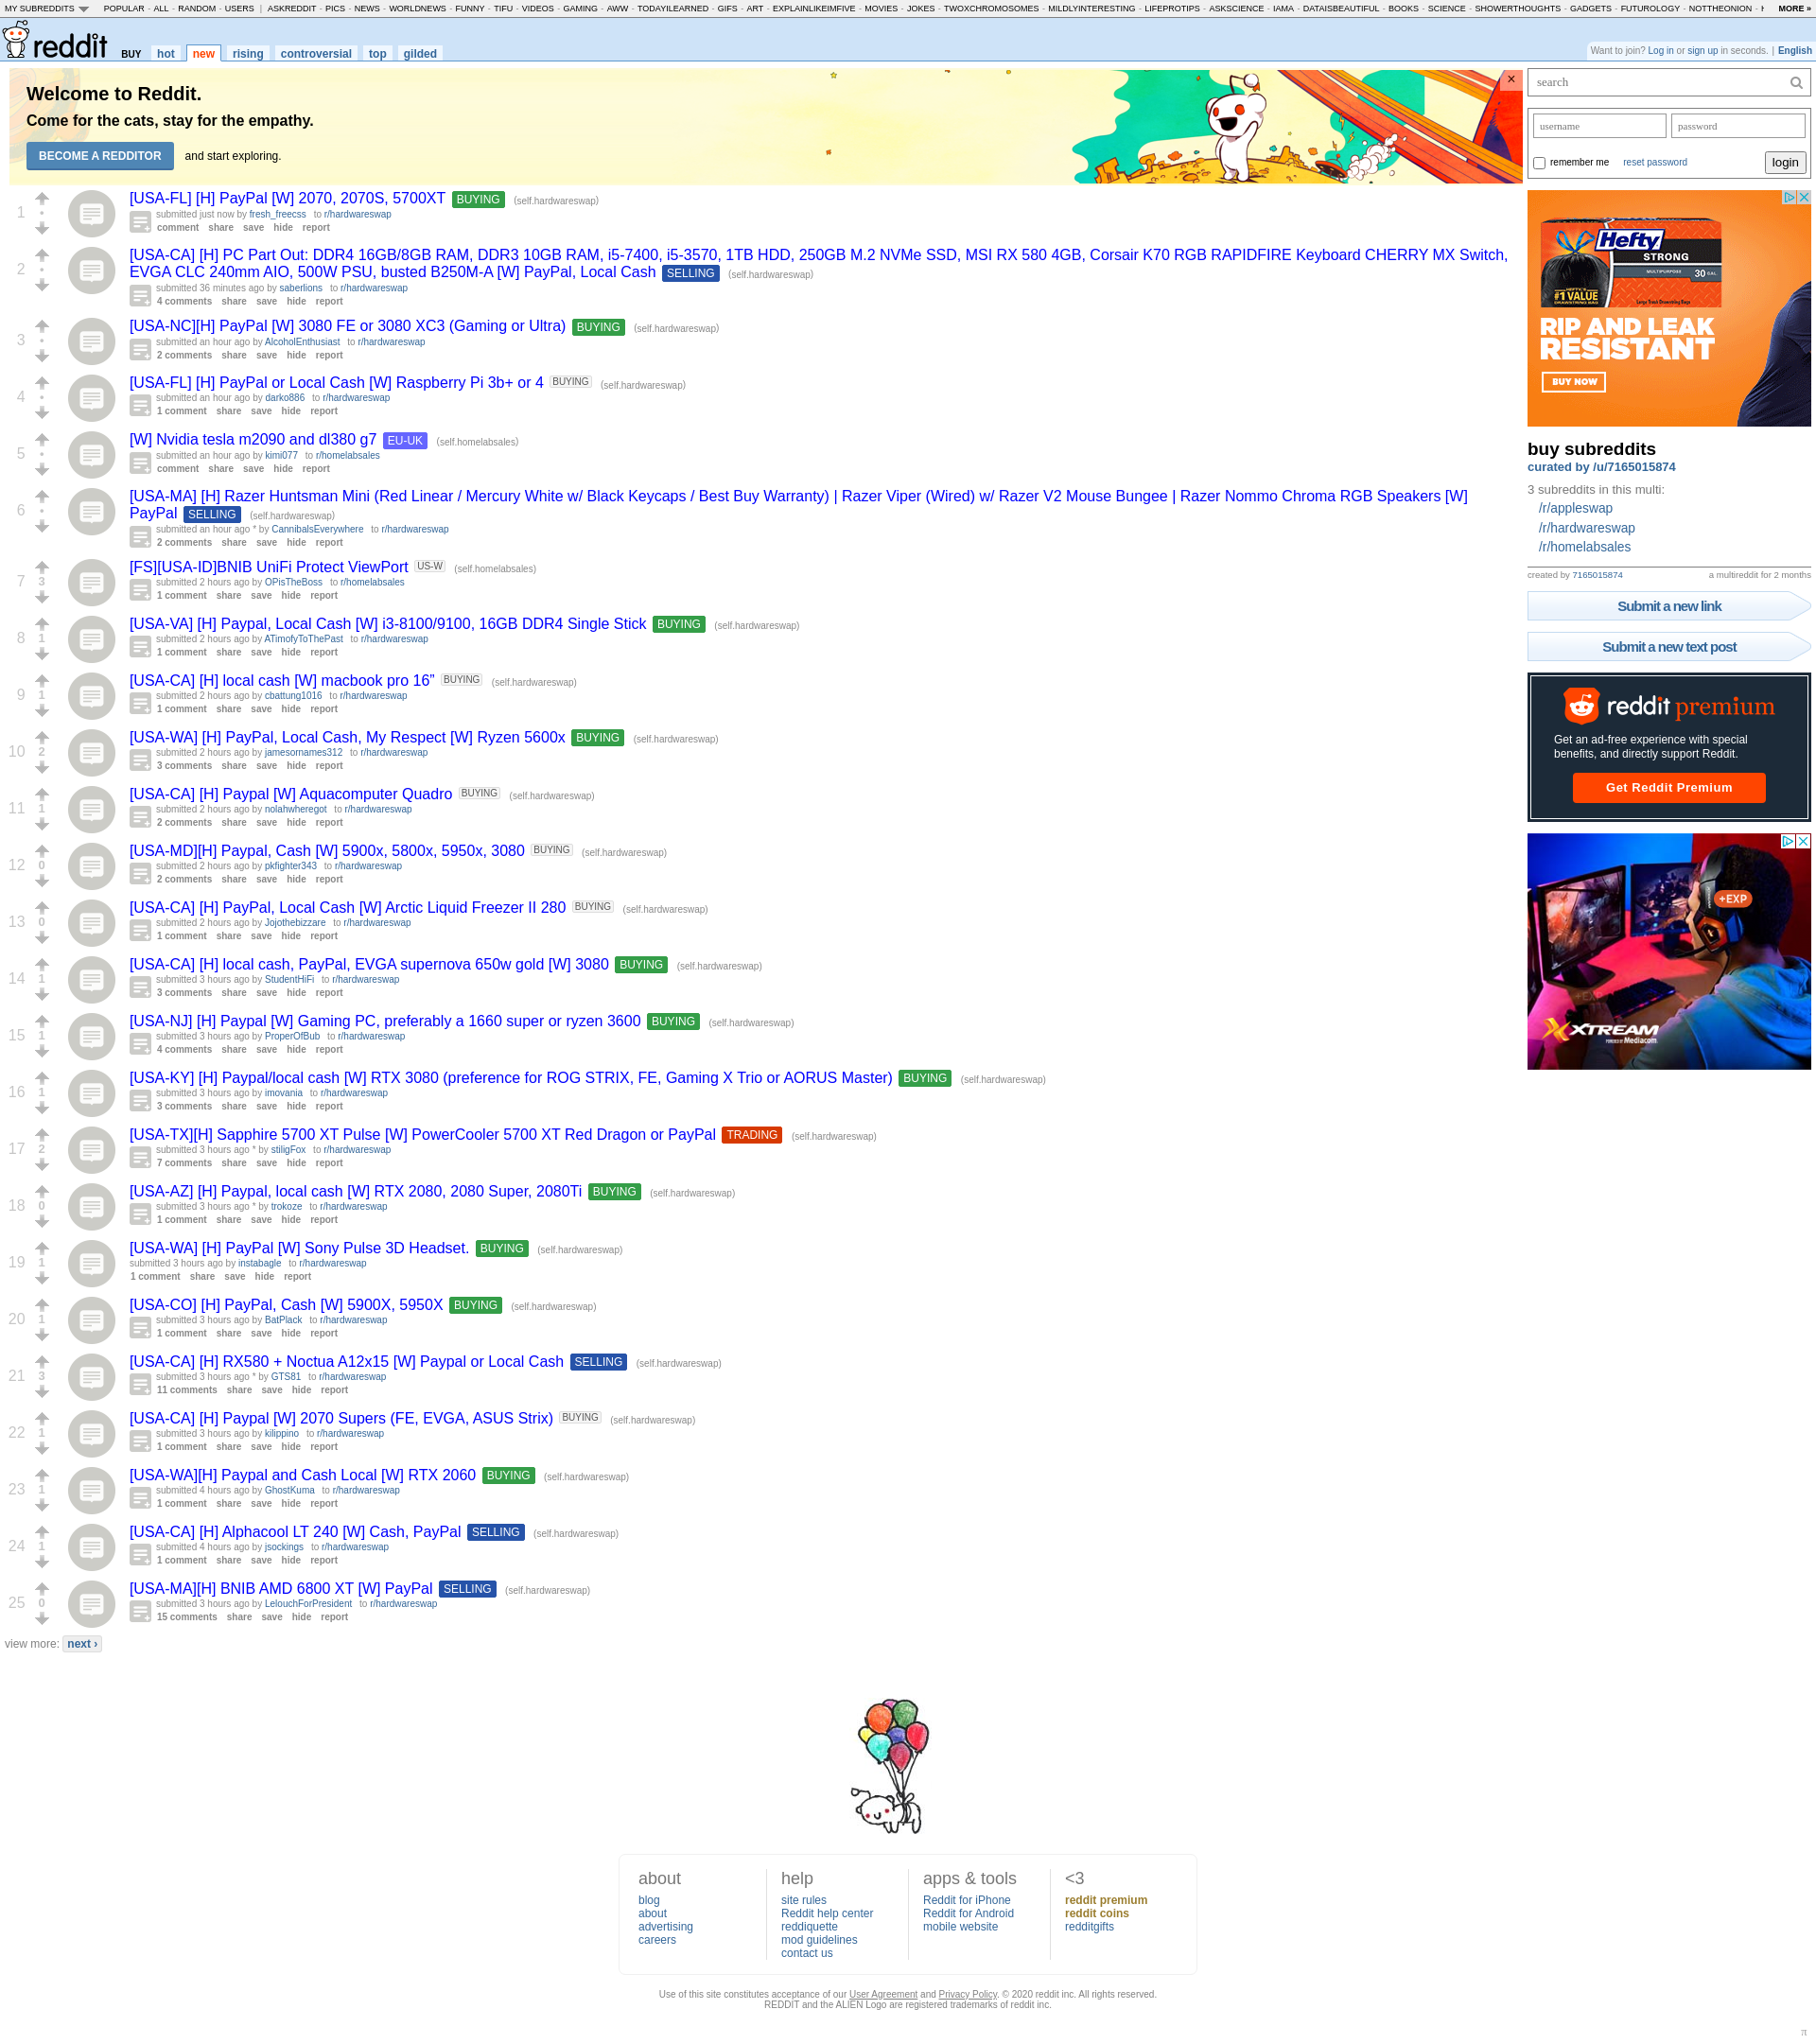 MY SUBREDDITS POPULAR - ALL - RANDOM - USERS | ASKREDDIT - PICS - NEWS - WORLDNEWS - FUNNY - TIFU - VIDEOS - GAMING - AWW - TODAYILEARNED - GIFS - ART - EXPLAINLIKEIMFIVE - MOVIES - JOKES - TWOXCHROMOSOMES - MILDLYINTERESTING - LIFEPROTIPS - ASKSCIENCE - IAMA - DATAISBEAUTIFUL - BOOKS - SCIENCE - SHOWERTHOUGHTS - GADGETS - FUTUROLOGY - NOTTHEONION - MORE »
reddit BUY hot new rising controversial top gilded
Want to join? Log in or sign up in seconds. | English
Welcome to Reddit.
Come for the cats, stay for the empathy.
BECOME A REDDITOR and start exploring.
1
[USA-FL] [H] PayPal [W] 2070, 2070S, 5700XT BUYING (self.hardwareswap)
submitted just now by fresh_freecss to r/hardwareswap
comment share save hide report
2
[USA-CA] [H] PC Part Out: DDR4 16GB/8GB RAM, DDR3 10GB RAM, i5-7400, i5-3570, 1TB HDD, 250GB M.2 NVMe SSD, MSI RX 580 4GB, Corsair K70 RGB RAPIDFIRE Keyboard CHERRY MX Switch,
EVGA CLC 240mm AIO, 500W PSU, busted B250M-A [W] PayPal, Local Cash SELLING (self.hardwareswap)
submitted 36 minutes ago by saberlions to r/hardwareswap
4 comments share save hide report
3
[USA-NC][H] PayPal [W] 3080 FE or 3080 XC3 (Gaming or Ultra) BUYING (self.hardwareswap)
submitted an hour ago by AlcoholEnthusiast to r/hardwareswap
2 comments share save hide report
4
[USA-FL] [H] PayPal or Local Cash [W] Raspberry Pi 3b+ or 4 BUYING (self.hardwareswap)
submitted an hour ago by darko886 to r/hardwareswap
1 comment share save hide report
5
[W] Nvidia tesla m2090 and dl380 g7 EU-UK (self.homelabsales)
submitted an hour ago by kimi077 to r/homelabsales
comment share save hide report
6
[USA-MA] [H] Razer Huntsman Mini (Red Linear / Mercury White w/ Black Keycaps / Best Buy Warranty) | Razer Viper (Wired) w/ Razer V2 Mouse Bungee | Razer Nommo Chroma RGB Speakers [W]
PayPal SELLING (self.hardwareswap)
submitted an hour ago * by CannibalsEverywhere to r/hardwareswap
2 comments share save hide report
7 3
[FS][USA-ID]BNIB UniFi Protect ViewPort US-W (self.homelabsales)
submitted 2 hours ago by OPisTheBoss to r/homelabsales
1 comment share save hide report
8 1
[USA-VA] [H] Paypal, Local Cash [W] i3-8100/9100, 16GB DDR4 Single Stick BUYING (self.hardwareswap)
submitted 2 hours ago by ATimofyToThePast to r/hardwareswap
1 comment share save hide report
9 1
[USA-CA] [H] local cash [W] macbook pro 16” BUYING (self.hardwareswap)
submitted 2 hours ago by cbattung1016 to r/hardwareswap
1 comment share save hide report
10 2
[USA-WA] [H] PayPal, Local Cash, My Respect [W] Ryzen 5600x BUYING (self.hardwareswap)
submitted 2 hours ago by jamesornames312 to r/hardwareswap
3 comments share save hide report
11 1
[USA-CA] [H] Paypal [W] Aquacomputer Quadro BUYING (self.hardwareswap)
submitted 2 hours ago by nolahwheregot to r/hardwareswap
2 comments share save hide report
12 0
[USA-MD][H] Paypal, Cash [W] 5900x, 5800x, 5950x, 3080 BUYING (self.hardwareswap)
submitted 2 hours ago by pkfighter343 to r/hardwareswap
2 comments share save hide report
13 0
[USA-CA] [H] PayPal, Local Cash [W] Arctic Liquid Freezer II 280 BUYING (self.hardwareswap)
submitted 2 hours ago by Jojothebizzare to r/hardwareswap
1 comment share save hide report
14 1
[USA-CA] [H] local cash, PayPal, EVGA supernova 650w gold [W] 3080 BUYING (self.hardwareswap)
submitted 3 hours ago by StudentHiFi to r/hardwareswap
3 comments share save hide report
15 1
[USA-NJ] [H] Paypal [W] Gaming PC, preferably a 1660 super or ryzen 3600 BUYING (self.hardwareswap)
submitted 3 hours ago by ProperOfBub to r/hardwareswap
4 comments share save hide report
16 1
[USA-KY] [H] Paypal/local cash [W] RTX 3080 (preference for ROG STRIX, FE, Gaming X Trio or AORUS Master) BUYING (self.hardwareswap)
submitted 3 hours ago by imovania to r/hardwareswap
3 comments share save hide report
17 2
[USA-TX][H] Sapphire 5700 XT Pulse [W] PowerCooler 5700 XT Red Dragon or PayPal TRADING (self.hardwareswap)
submitted 3 hours ago * by stiligFox to r/hardwareswap
7 comments share save hide report
18 0
[USA-AZ] [H] Paypal, local cash [W] RTX 2080, 2080 Super, 2080Ti BUYING (self.hardwareswap)
submitted 3 hours ago * by trokoze to r/hardwareswap
1 comment share save hide report
19 1
[USA-WA] [H] PayPal [W] Sony Pulse 3D Headset. BUYING (self.hardwareswap)
submitted 3 hours ago by instabagle to r/hardwareswap
1 comment share save hide report
20 1
[USA-CO] [H] PayPal, Cash [W] 5900X, 5950X BUYING (self.hardwareswap)
submitted 3 hours ago by BatPlack to r/hardwareswap
1 comment share save hide report
21 3
[USA-CA] [H] RX580 + Noctua A12x15 [W] Paypal or Local Cash SELLING (self.hardwareswap)
submitted 3 hours ago * by GTS81 to r/hardwareswap
11 comments share save hide report
22 1
[USA-CA] [H] Paypal [W] 2070 Supers (FE, EVGA, ASUS Strix) BUYING (self.hardwareswap)
submitted 3 hours ago by kilippino to r/hardwareswap
1 comment share save hide report
23 1
[USA-WA][H] Paypal and Cash Local [W] RTX 2060 BUYING (self.hardwareswap)
submitted 4 hours ago by GhostKuma to r/hardwareswap
1 comment share save hide report
24 1
[USA-CA] [H] Alphacool LT 240 [W] Cash, PayPal SELLING (self.hardwareswap)
submitted 4 hours ago by jsockings to r/hardwareswap
1 comment share save hide report
25 0
[USA-MA][H] BNIB AMD 6800 XT [W] PayPal SELLING (self.hardwareswap)
submitted 3 hours ago by LelouchForPresident to r/hardwareswap
15 comments share save hide report
view more: next ›
search
username password
remember me reset password login
Hefty
STRONG
MULTIPURPOSE 30 GAL.
#1 VALUE
RIP AND LEAK
RESISTANT
BUY NOW
buy subreddits
curated by /u/7165015874
3 subreddits in this multi:
/r/appleswap
/r/hardwareswap
/r/homelabsales
created by 7165015874 a multireddit for 2 months
Submit a new link
Submit a new text post
reddit premium
Get an ad-free experience with special
benefits, and directly support Reddit.
Get Reddit Premium
+EXP
+EXP
XTREAM
POWERED BY Mediacom
about
blog
about
advertising
careers
help
site rules
Reddit help center
reddiquette
mod guidelines
contact us
apps & tools
Reddit for iPhone
Reddit for Android
mobile website
<3
reddit premium
reddit coins
redditgifts
Use of this site constitutes acceptance of our User Agreement and Privacy Policy. © 2020 reddit inc. All rights reserved.
REDDIT and the ALIEN Logo are registered trademarks of reddit inc.
π